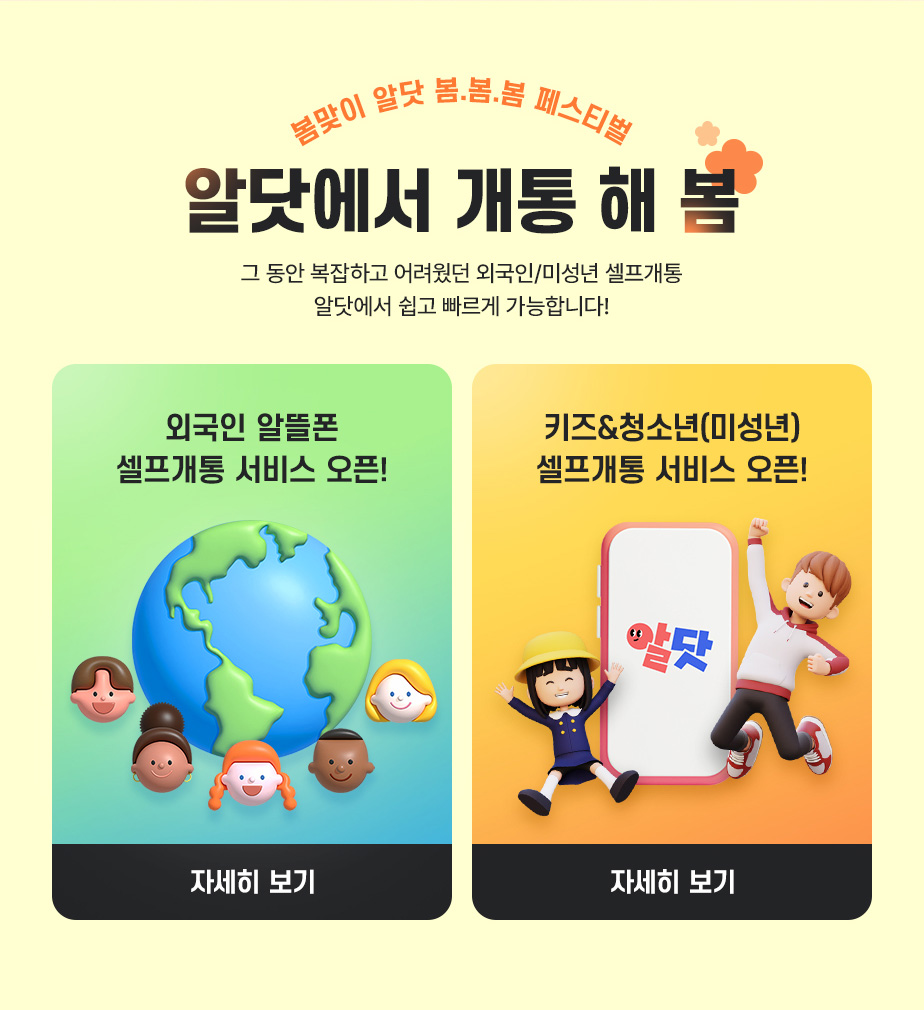 봄맞이 알닷 봄.봄.봄 페스티벌
알닷에서 개통 해 봄
그 동안 복잡하고 어려웠던 외국인/미성년 셀프개통
알닷에서 쉽고 빠르게 가능합니다!
외국인 알뜰폰
셀프개통 서비스 오픈!
자세히 보기
키즈&청소년(미성년)
셀프개통 서비스 오픈!
알닷
자세히 보기